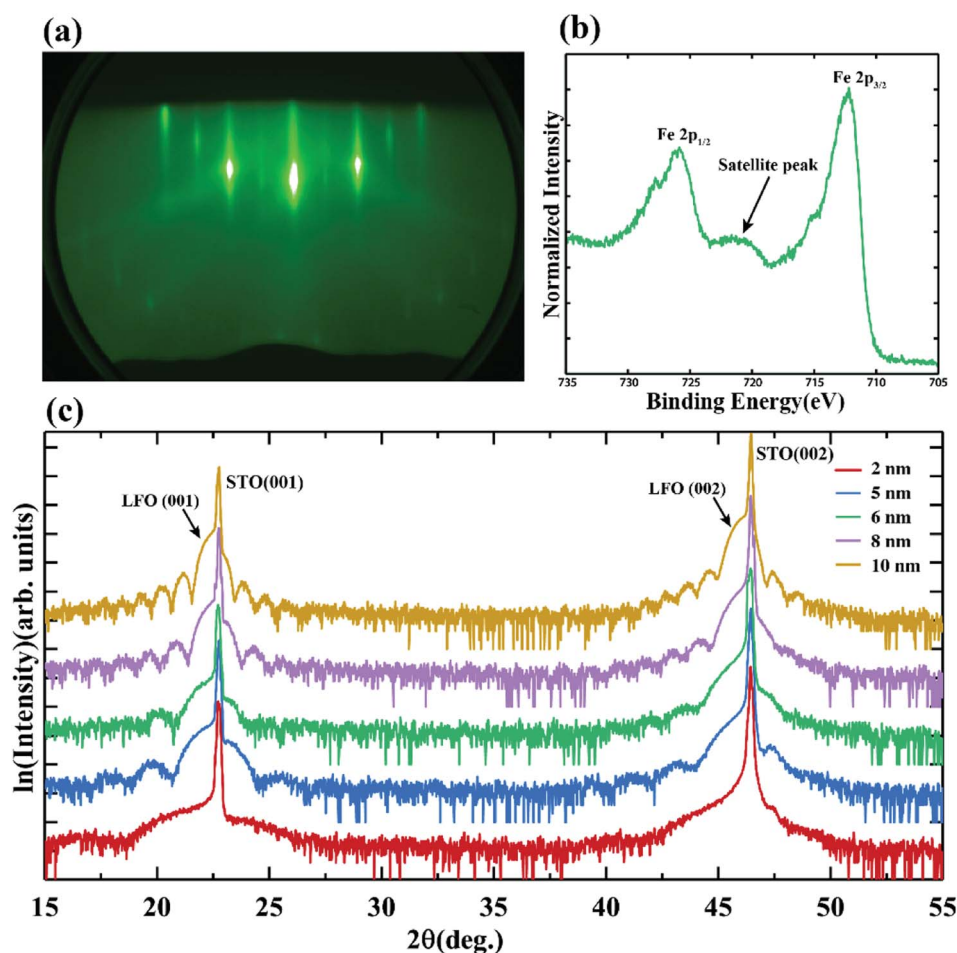 (a)
(b)
Fe 2p3/2
Fe 2p1/2
Satellite peak
Normalized Intensity
735 730 725 720 715 710 705
Binding Energy(eV)
(c)
STO(001)
LFO (001)
STO(002)
LFO (002)
2 nm
5 nm
6 nm
8 nm
10 nm
ln(Intensity)(arb. units)
15 20 25 30 35 40 45 50 55
2θ(deg.)